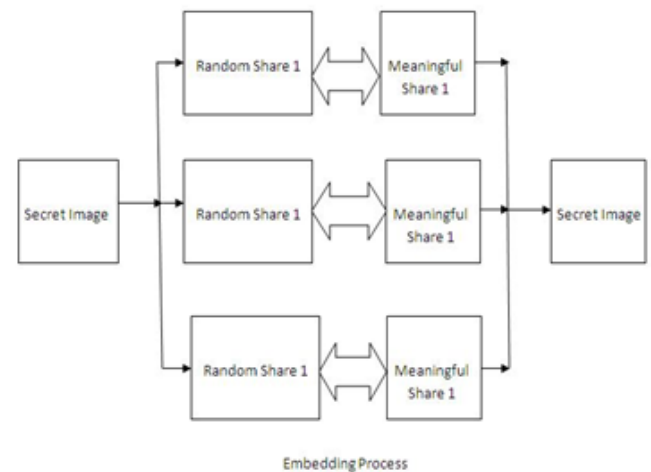 Random Share 1
Meaningful
Share 1
Secret Image
Random Share 1
Meaningful
Share 1
Secret Image
Random Share 1
Meaningful
Share 1
Embedding Process